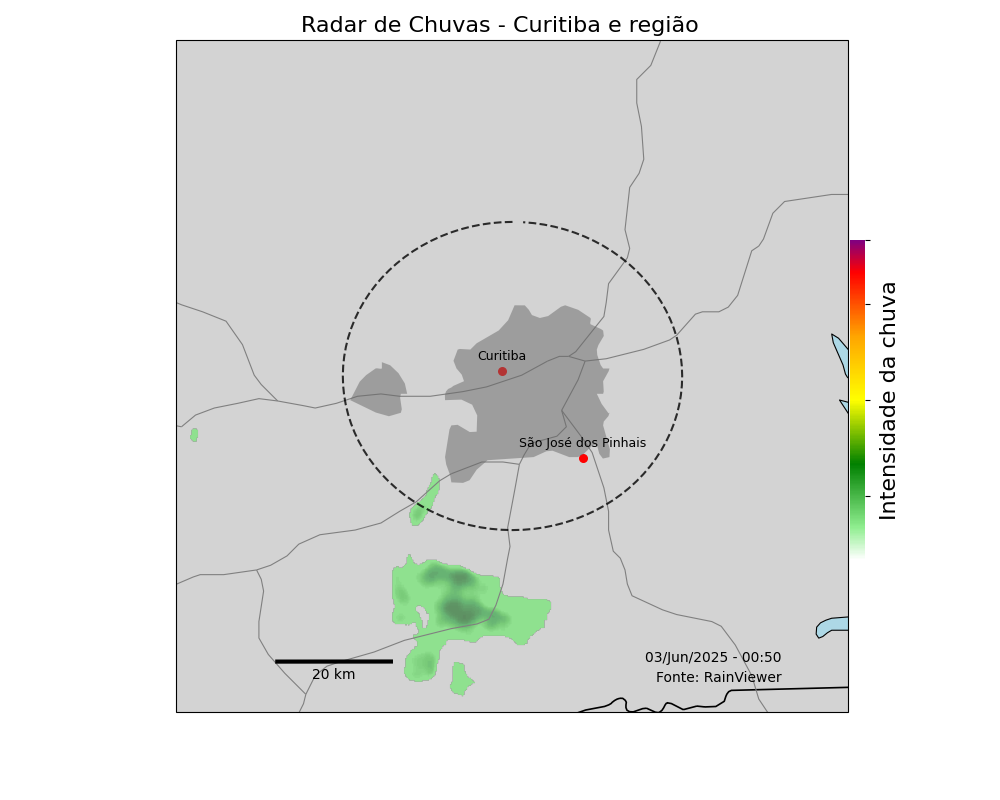 Radar de Chuvas - Curitiba e região
Curitiba
São José dos Pinhais
Intensidade da chuva
03/Jun/2025 - 00:50
20 km
Fonte: RainViewer